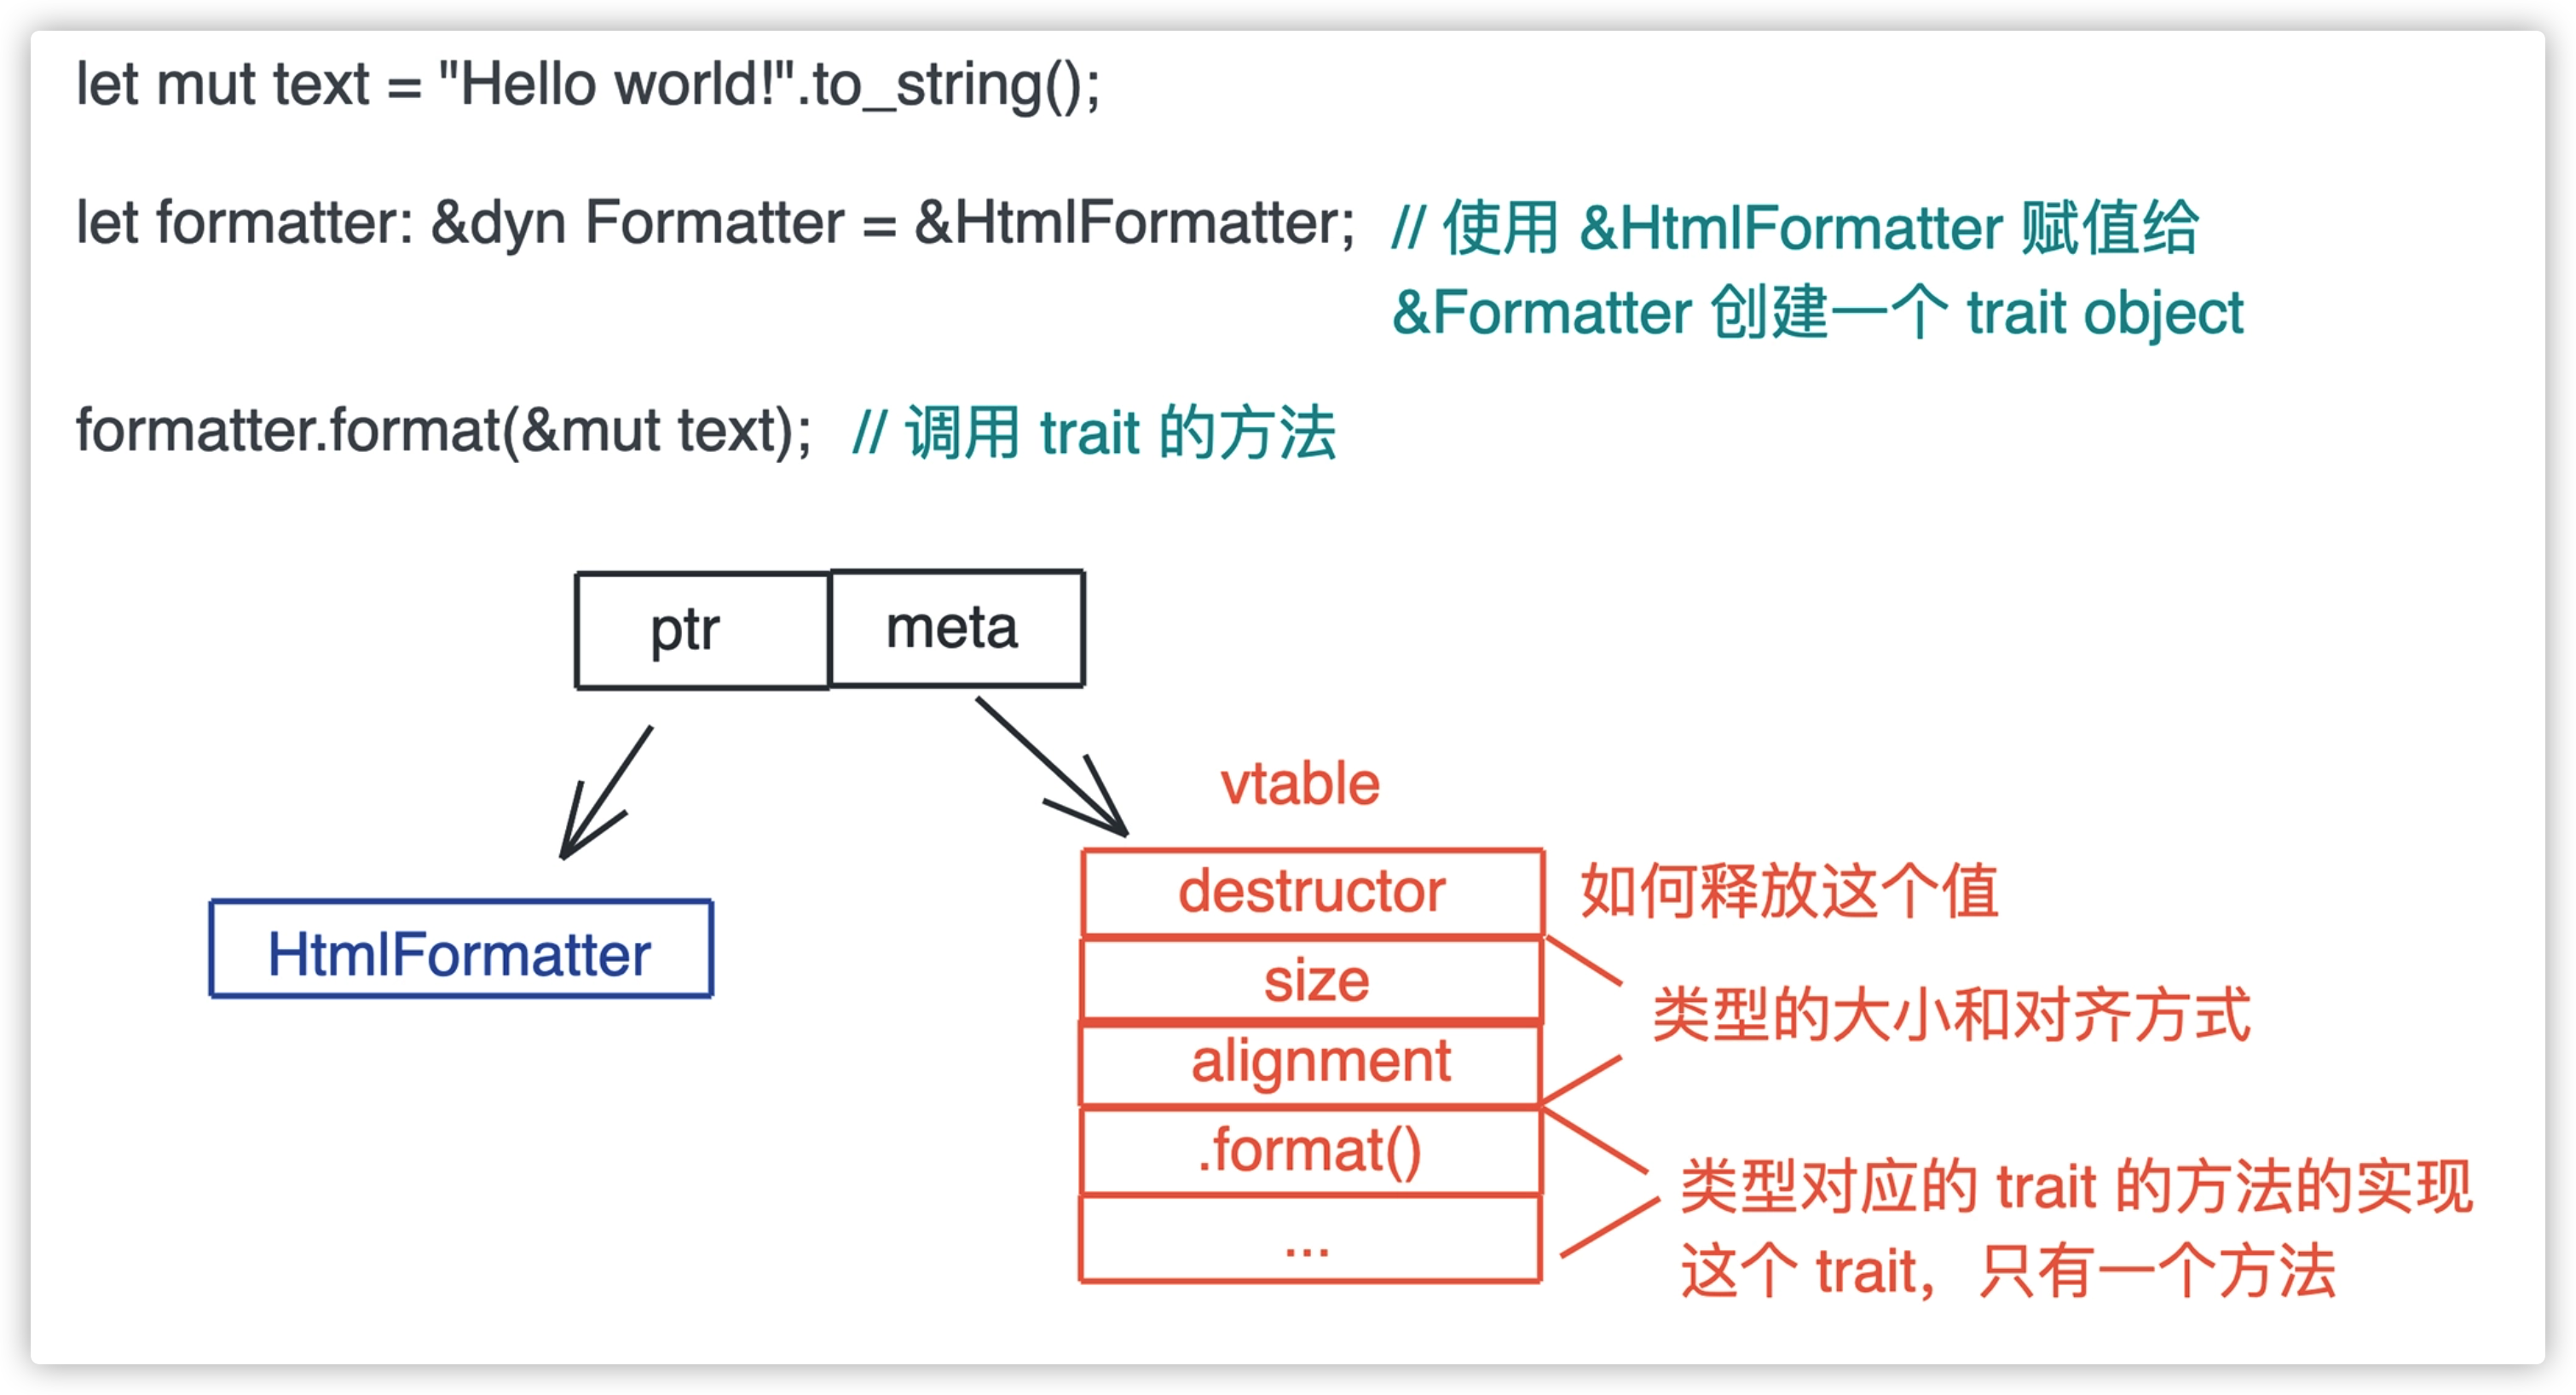 let mut text = "Hello world!".to_string();
let formatter: &dyn Formatter = &HtmlFormatter; // 使用 &HtmlFormatter 赋值给
&Formatter 创建一个 trait object
formatter.format(&mut text); // 调用 trait 的方法
ptr
meta
vtable
HtmlFormatter
destructor
如何释放这个值
size
类型的大小和对齐方式
alignment
.format()
类型对应的 trait 的方法的实现
这个 trait，只有一个方法
...